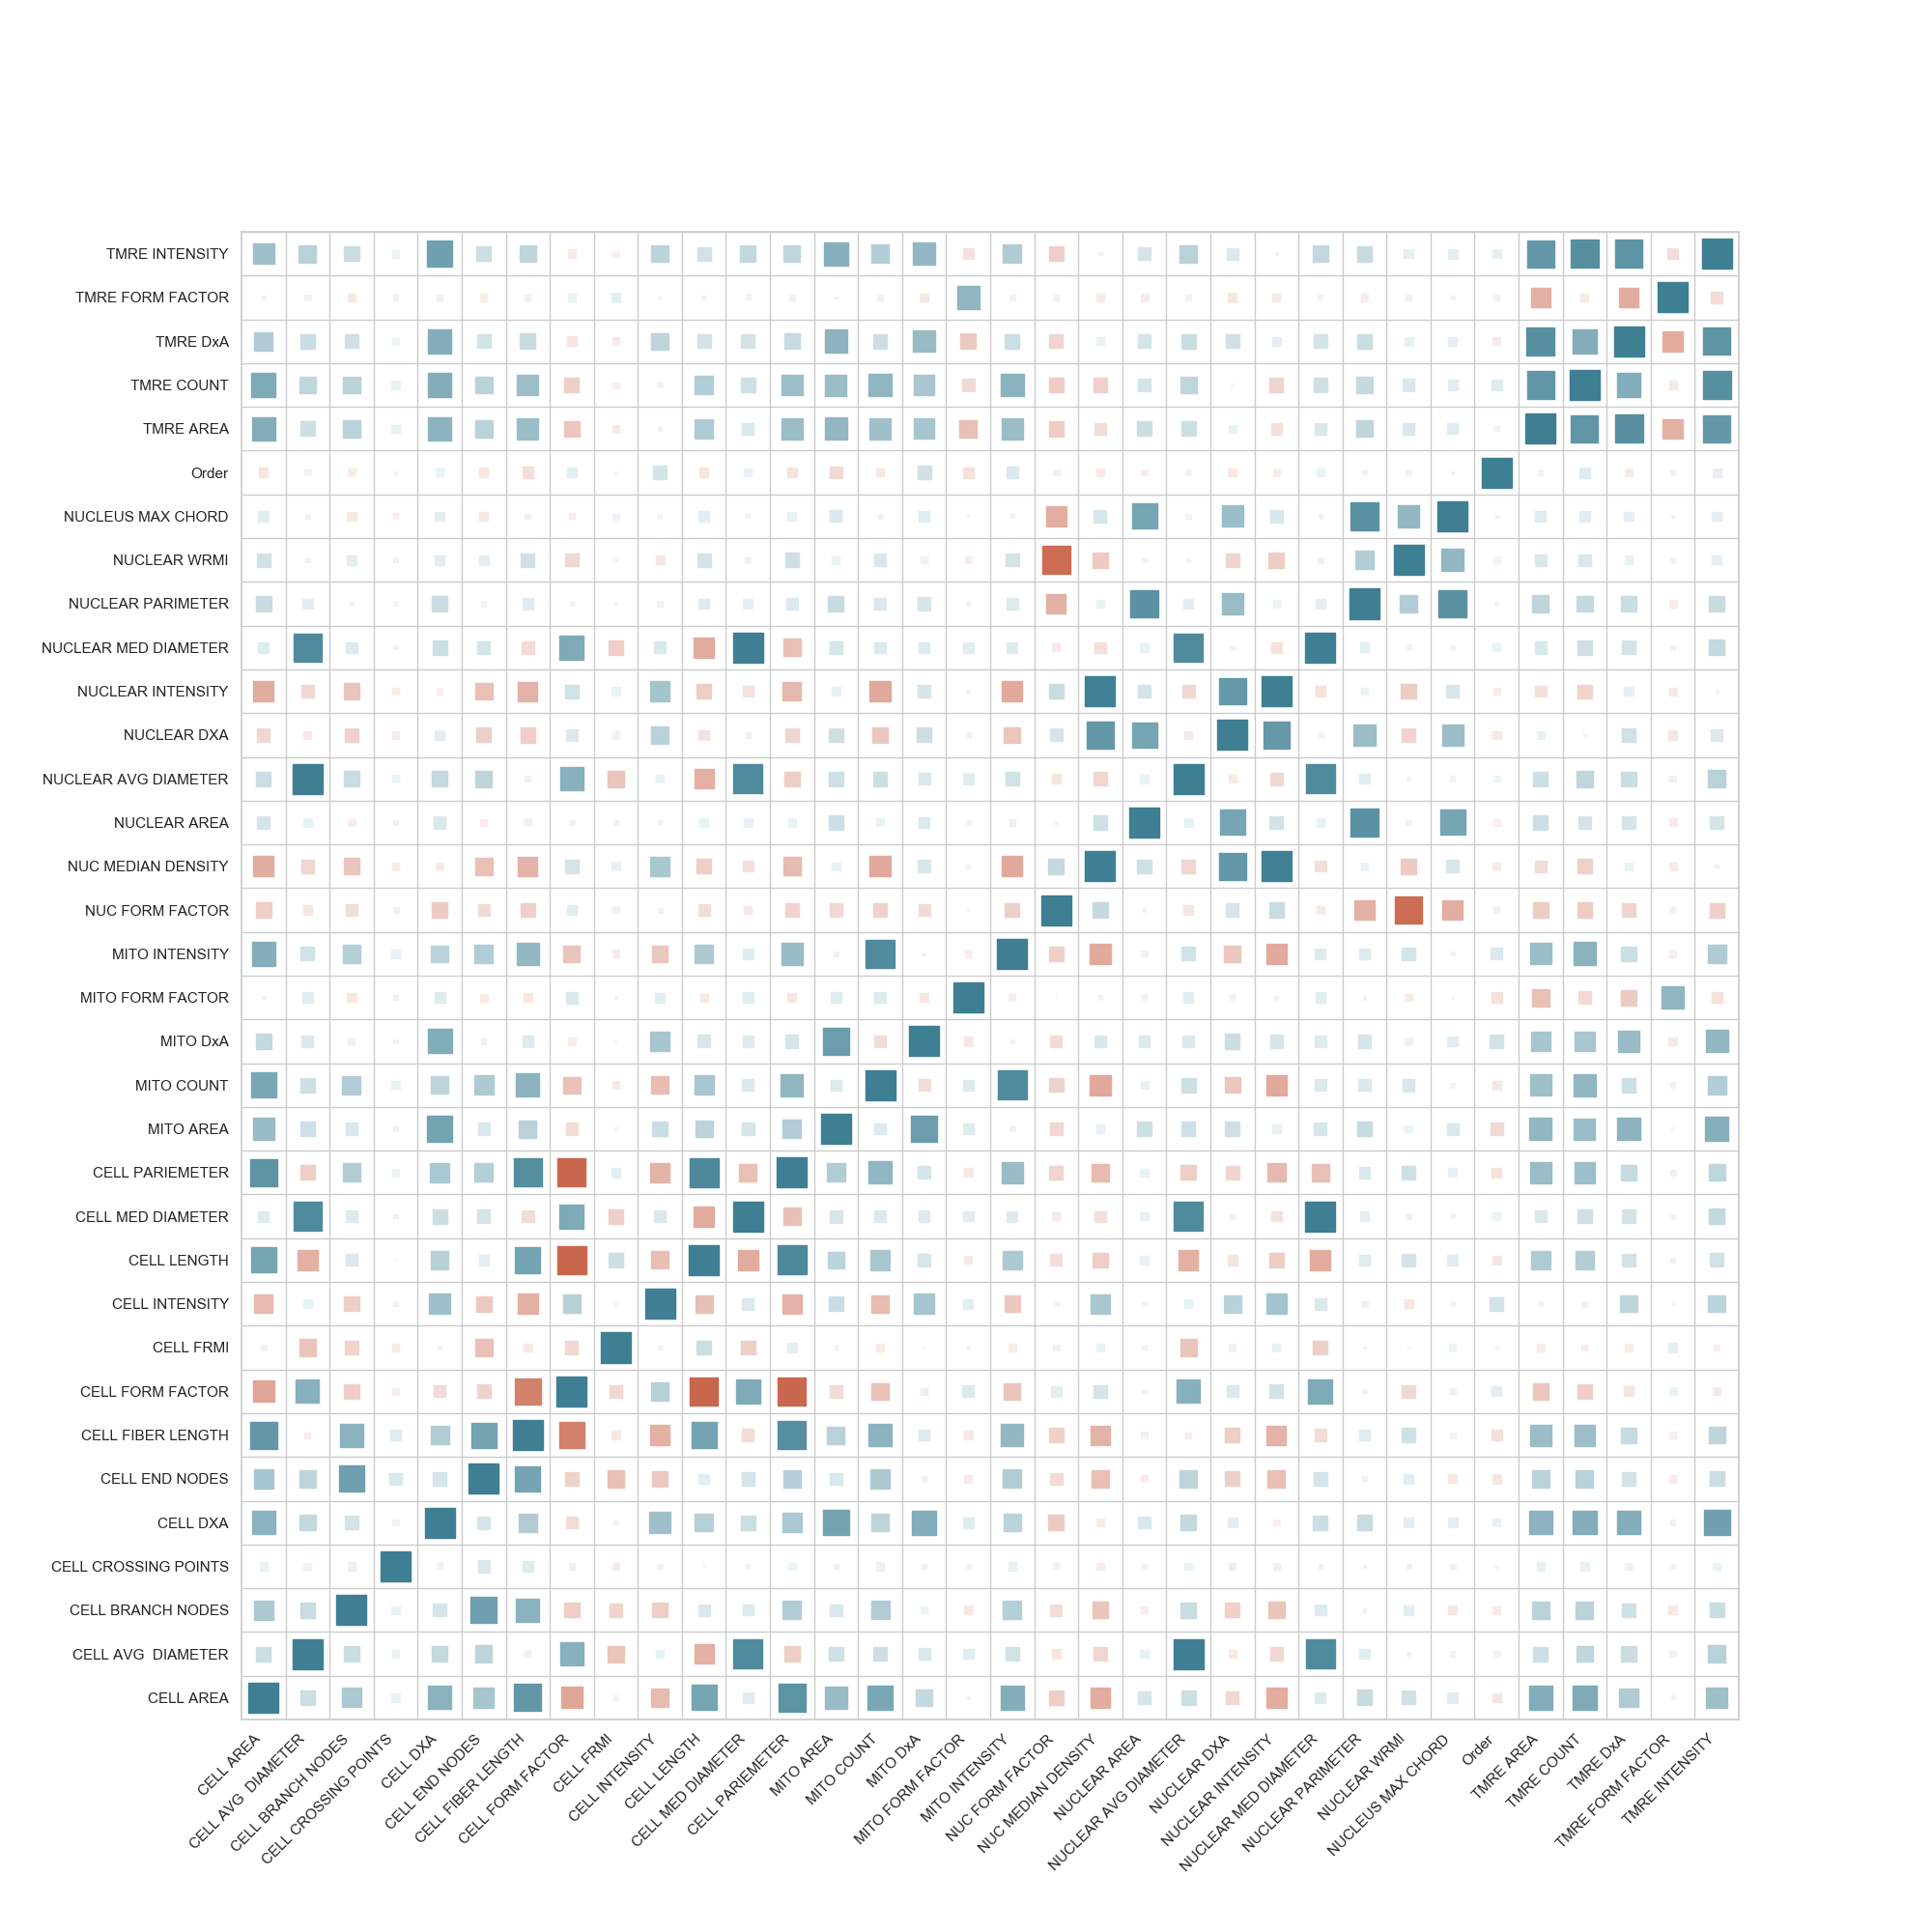 TMRE INTENSITY
TMRE FORM FACTOR
TMRE DxA
TMRE COUNT
TMRE AREA
Order
NUCLEUS MAX CHORD
NUCLEAR WRMI
NUCLEAR PARIMETER
NUCLEAR MED DIAMETER
NUCLEAR INTENSITY
NUCLEAR DXA
NUCLEAR AVG DIAMETER
NUCLEAR AREA
NUC MEDIAN DENSITY
NUC FORM FACTOR
MITO INTENSITY
MITO FORM FACTOR
MITO DxA
MITO COUNT
MITO AREA
CELL PARIEMETER
CELL MED DIAMETER
CELL LENGTH
CELL INTENSITY
CELL FRMI
CELL FORM FACTOR
CELL FIBER LENGTH
CELL END NODES
CELL DXA
CELL CROSSING POINTS
CELL BRANCH NODES
CELL AVG  DIAMETER
CELL AREA
CELL AREA
CELL AVG  DIAMETER
CELL BRANCH NODES
CELL CROSSING POINTS
CELL DXA
CELL END NODES
CELL FIBER LENGTH
CELL FORM FACTOR
CELL FRMI
CELL INTENSITY
CELL LENGTH
CELL MED DIAMETER
CELL PARIEMETER
MITO AREA
MITO COUNT
MITO DxA
MITO FORM FACTOR
MITO INTENSITY
NUC FORM FACTOR
NUC MEDIAN DENSITY
NUCLEAR AREA
NUCLEAR AVG DIAMETER
NUCLEAR DXA
NUCLEAR INTENSITY
NUCLEAR MED DIAMETER
NUCLEAR PARIMETER
NUCLEAR WRMI
NUCLEUS MAX CHORD
Order
TMRE AREA
TMRE COUNT
TMRE DxA
TMRE FORM FACTOR
TMRE INTENSITY